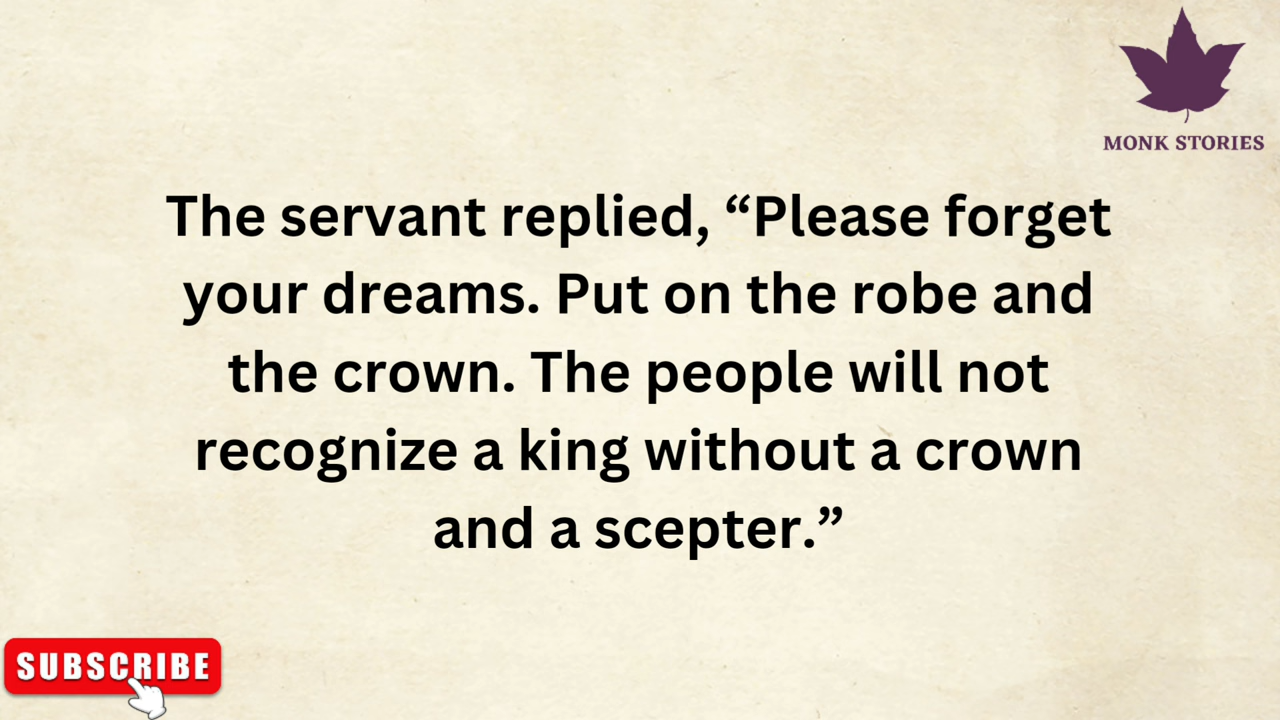 MONK STORIES
The servant replied, “Please forget
your dreams. Put on the robe and
the crown. The people will not
recognize a king without a crown
and a scepter.”
SUBSCRIBE